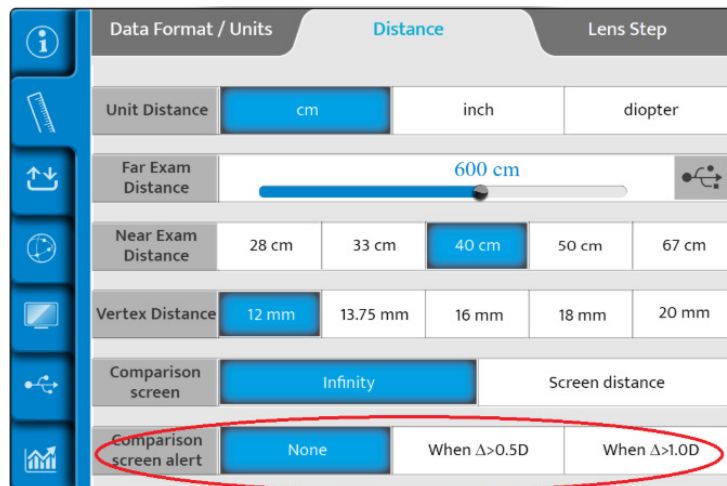 Data Format / Units Distance Lens Step
Unit Distance cm inch diopter
Far Exam
Distance
600 cm
Near Exam
Distance
28 cm 33 cm 40 cm 50 cm 67 cm
Vertex Distance 12 mm 13.75 mm 16 mm 18 mm 20 mm
Comparison
screen
Infinity Screen distance
Comparison
screen alert
None When Δ>0.5D When Δ>1.0D